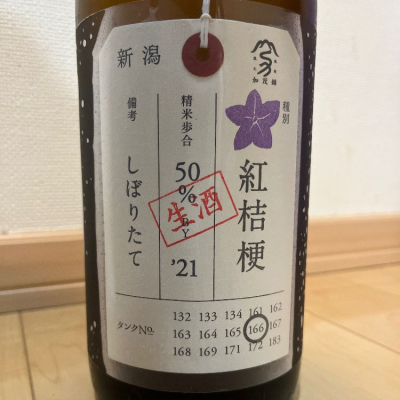 新潟
加茂錦
種別
紅桔梗
精米歩合
50%
BY
'21
生酒
備考
しぼりたて
タンクNo.
132 133 134 161 162
163 164 165 166 167
168 169 171 172 183